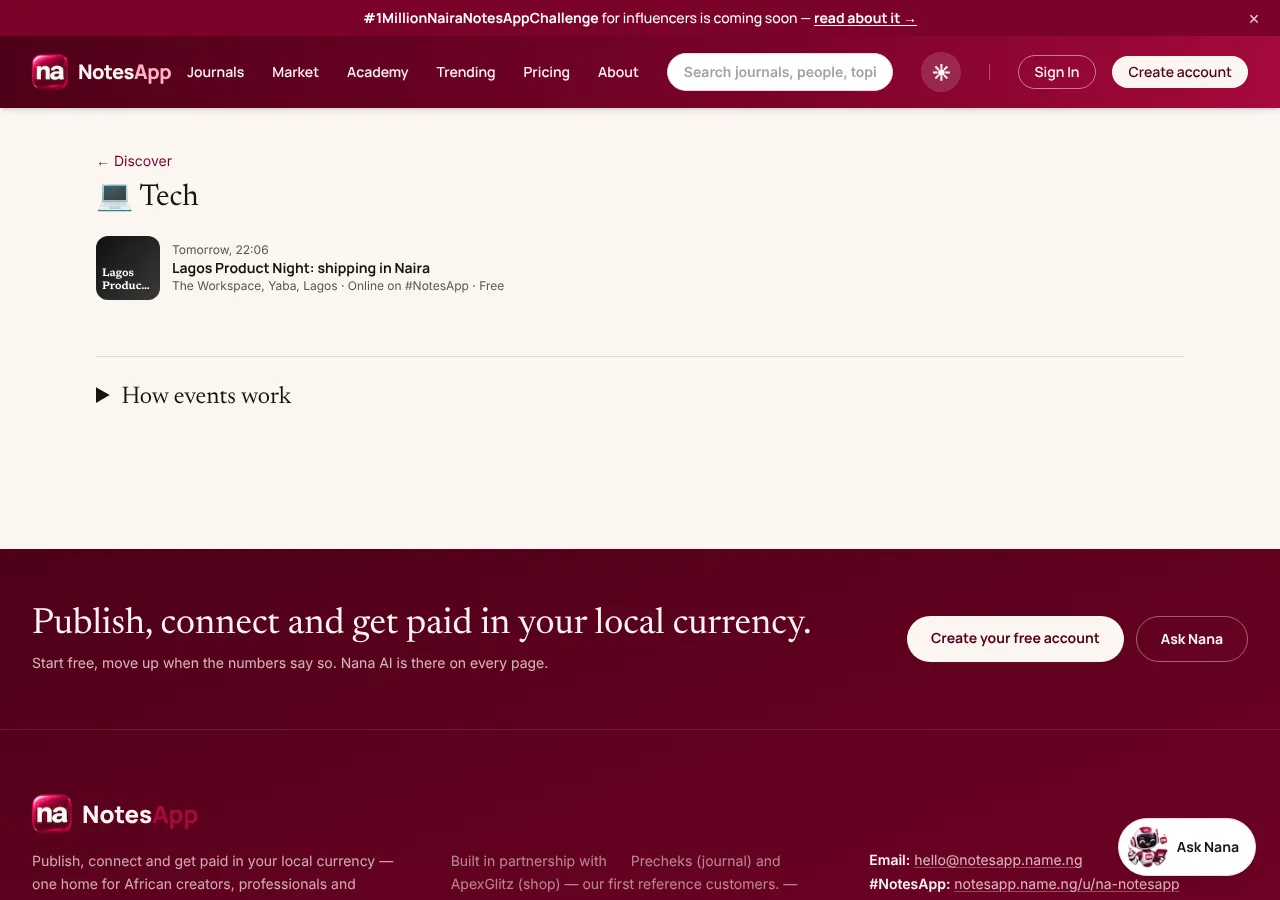 #1MillionNairaNotesAppChallenge for influencers is coming soon — read about it →
×
na NotesApp
Journals
Market
Academy
Trending
Pricing
About
Search journals, people, topi
Sign In
Create account
← Discover
💻 Tech
Lagos
Produc...
Tomorrow, 22:06
Lagos Product Night: shipping in Naira
The Workspace, Yaba, Lagos · Online on #NotesApp · Free
▶ How events work
Publish, connect and get paid in your local currency.
Start free, move up when the numbers say so. Nana AI is there on every page.
Create your free account
Ask Nana
na NotesApp
Publish, connect and get paid in your local currency —
one home for African creators, professionals and
Built in partnership with Precheks (journal) and
ApexGlitz (shop) — our first reference customers. —
Email: hello@notesapp.name.ng
#NotesApp: notesapp.name.ng/u/na-notesapp
Ask Nana